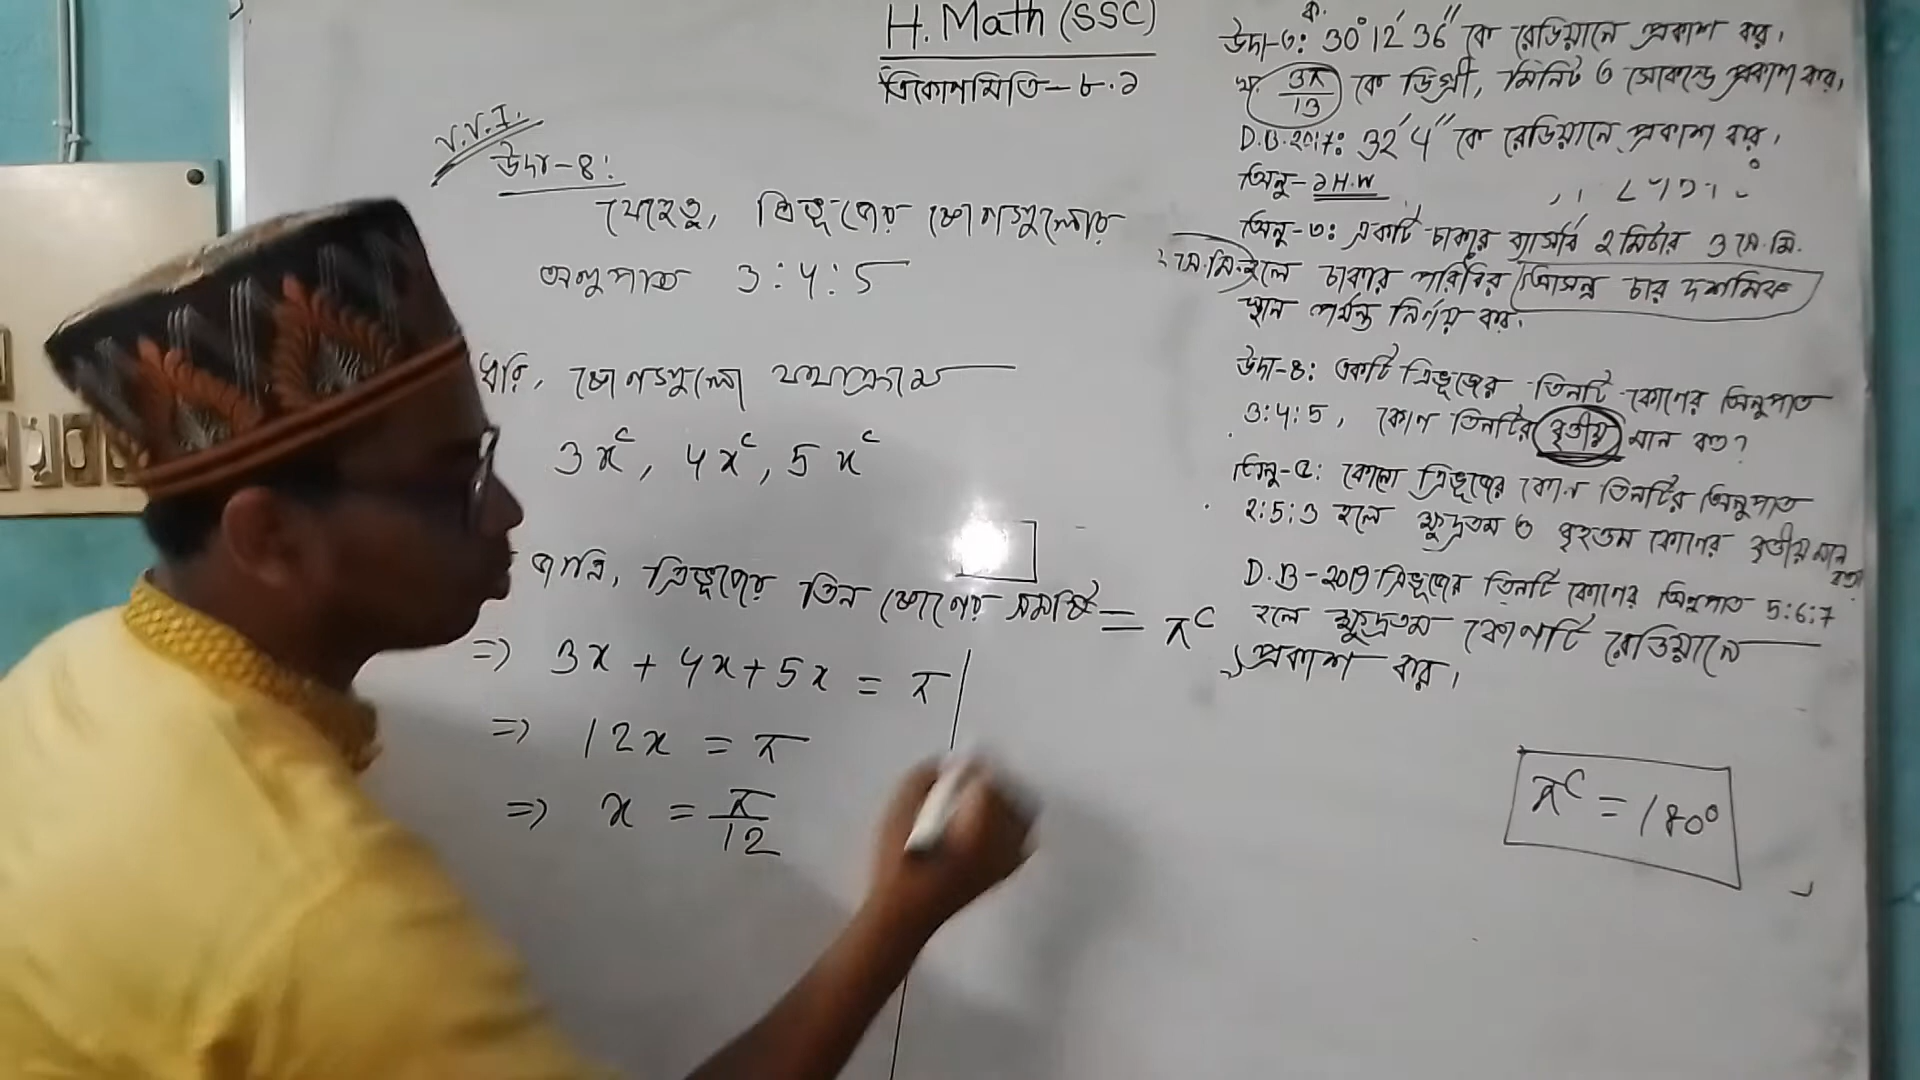 H. Math (SSC)
ত্রিকোণমিতি - ৮.১
V.V.I.
উদা-৪:
যেহেতু, ত্রিভুজের কোণগুলোর
অনুপাত 3:4:5
ধরি, কোণগুলো যথাক্রমে
3x^c, 4x^c, 5x^c
জানি, ত্রিভুজের তিন কোণের সমষ্টি = π^c
⇒ 3x + 4x + 5x = π
⇒ 12x = π
⇒ x = π/12
উদা-৩: ক. 30°12'36" কে রেডিয়ানে প্রকাশ কর।
খ. 3π/13 কে ডিগ্রী, মিনিট ও সেকেন্ডে প্রকাশ কর।
D.B.2017: 32'4" কে রেডিয়ানে প্রকাশ কর।
অনু-১ H.W
অনু-৩: একটি চাকার ব্যাসার্ধ ২ মিটার 3 সে.মি.
সে.মি. হলে চাকার পরিধির আসন্ন চার দশমিক
স্থান পর্যন্ত নির্ণয় কর।
উদা-৪: একটি ত্রিভুজের তিনটি কোণের অনুপাত
3:4:5, কোণ তিনটির বৃত্তীয় মান কত?
অনু-৫: কোনো ত্রিভুজের কোণ তিনটির অনুপাত
2:5:3 হলে ক্ষুদ্রতম ও বৃহত্তম কোণের বৃত্তীয় মান কত?
D.B-2019 ত্রিভুজের তিনটি কোণের অনুপাত 5:6:7
হলে ক্ষুদ্রতম কোণটি রেডিয়ানে
প্রকাশ কর।
π^c = 180°